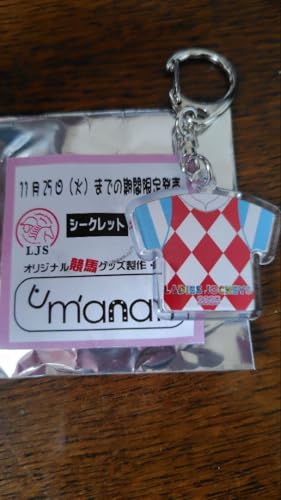 11月25日(火)までの期間限定発売
LJS
シークレット
オリジナル競馬グッズ製作
mana
LADIES JOCKEYS